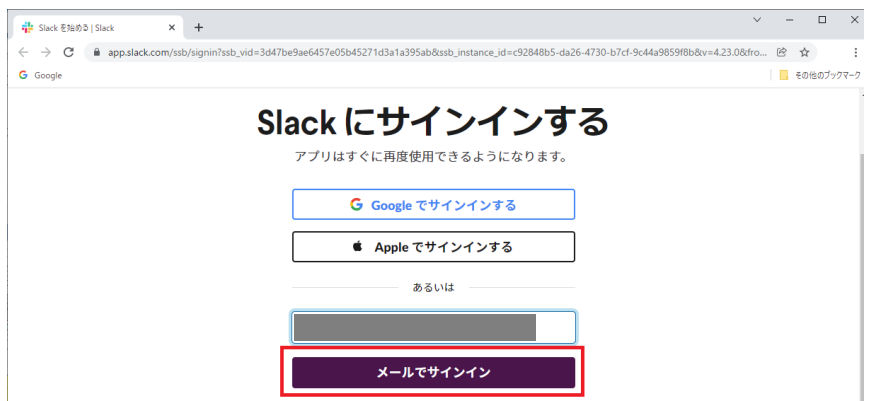 Slack を始める | Slack
app.slack.com/ssb/signin?ssb_vid=3d47be9ae6457e05b45271d3a1a395ab&ssb_instance_id=c92848b5-da26-4730-b7cf-9c44a9859f8b&v=4.23.0&fro...
Google
その他のブックマーク
Slack にサインインする
アプリはすぐに再度使用できるようになります。
Google でサインインする
Apple でサインインする
あるいは
メールでサインイン